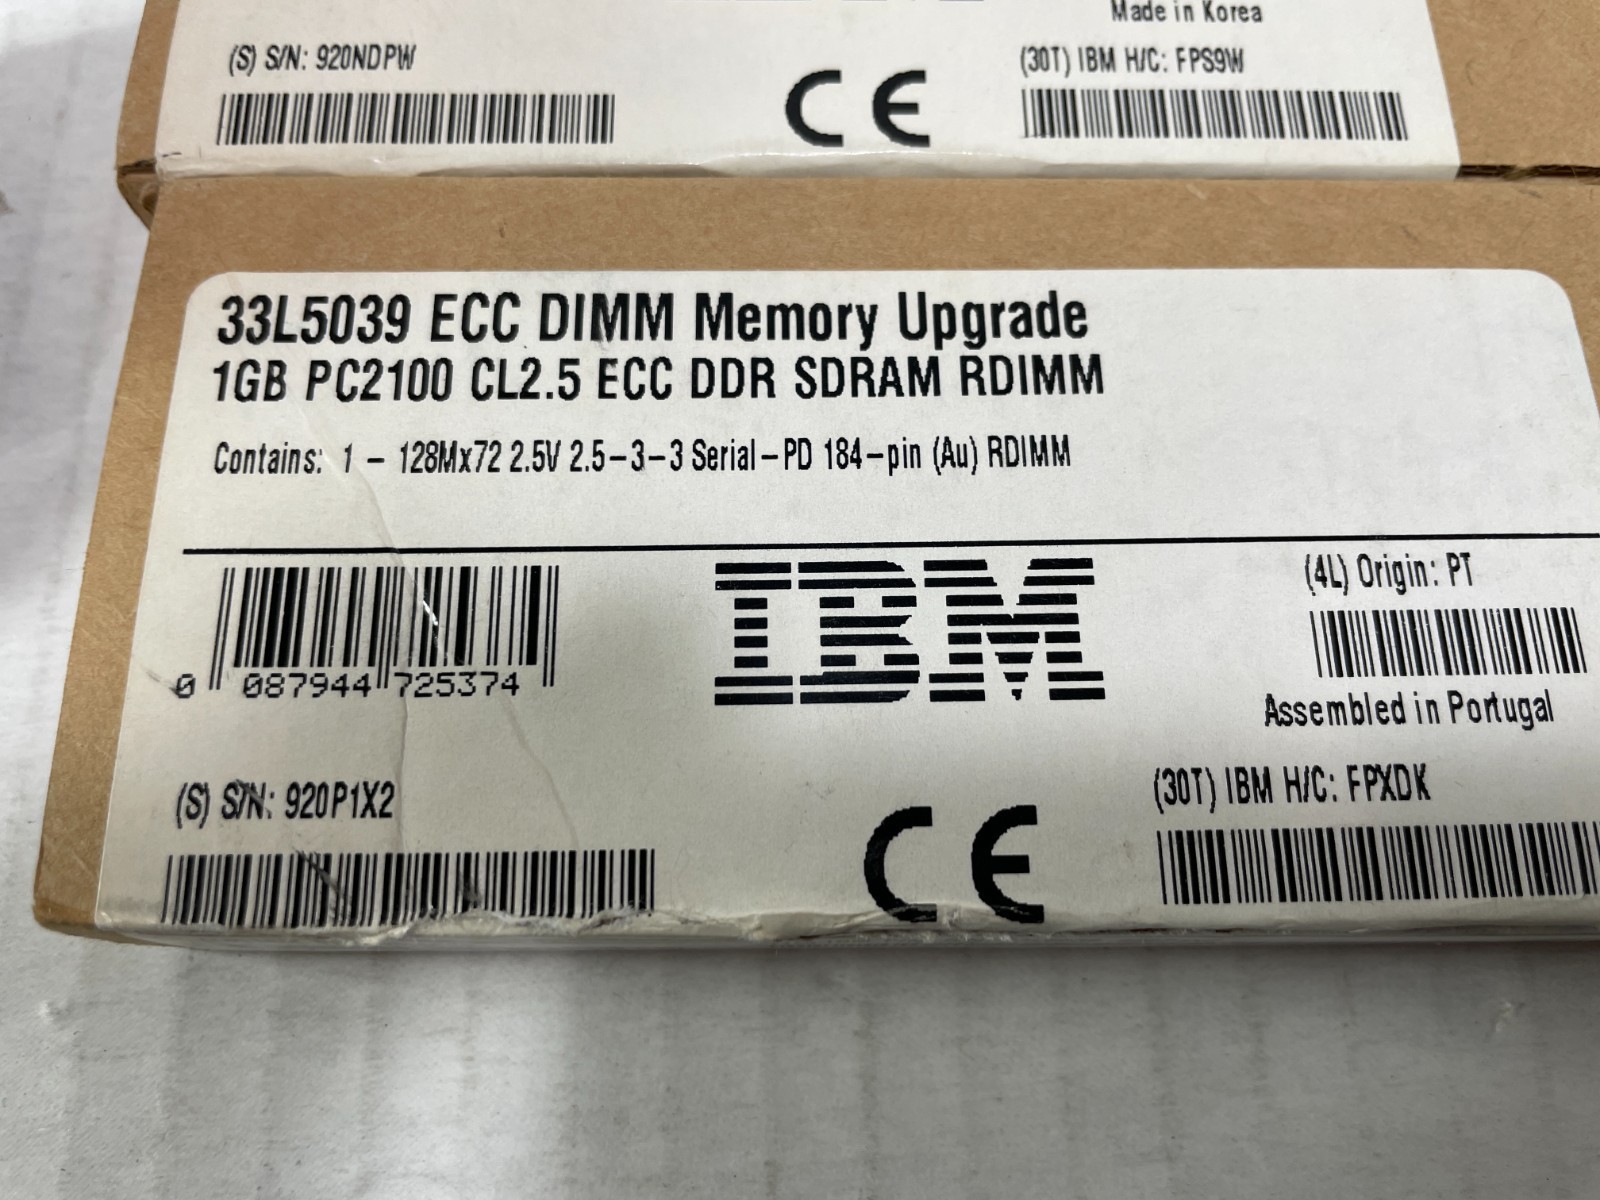 Made in Korea
(S) S/N: 920NDPW
(30T) IBM H/C: FPS9W
CE
33L5039 ECC DIMM Memory Upgrade
1GB PC2100 CL2.5 ECC DDR SDRAM RDIMM
Contains: 1 - 128Mx72 2.5V 2.5-3-3 Serial-PD 184-pin (Au) RDIMM
0 087944 725374
IBM
(4L) Origin: PT
Assembled in Portugal
(S) S/N: 920P1X2
CE
(30T) IBM H/C: FPXDK